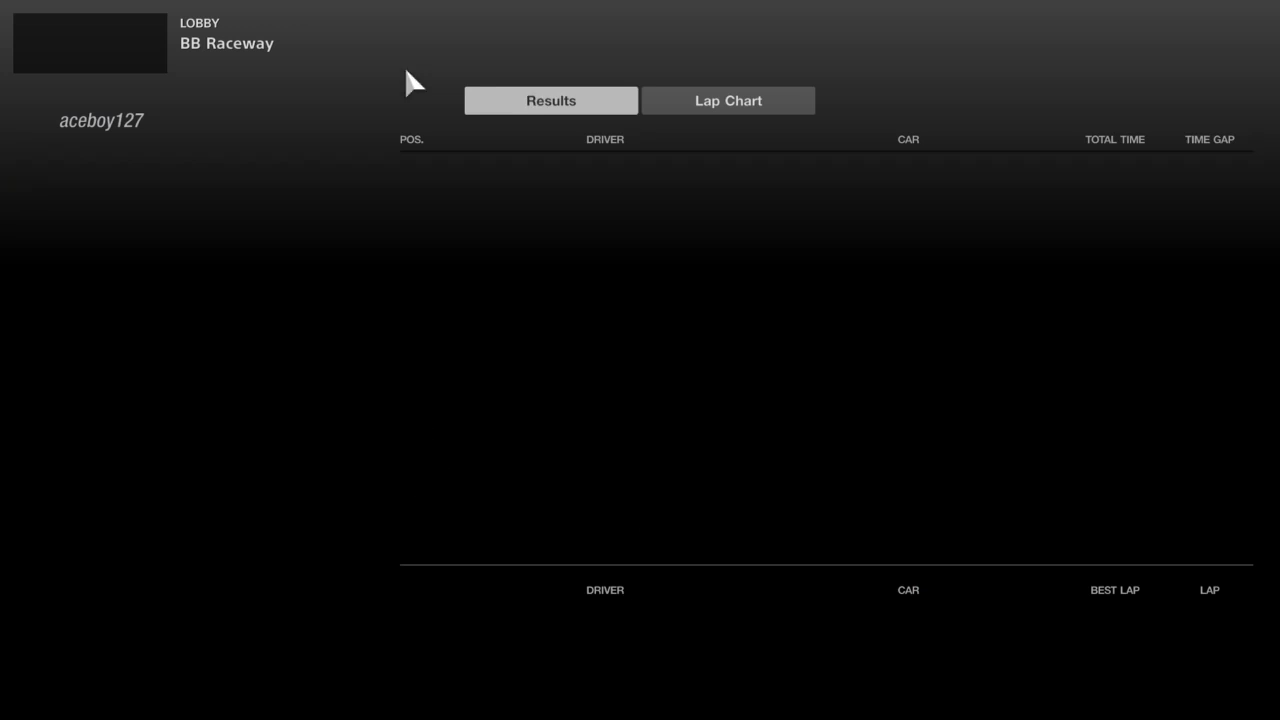 LOBBY
BB Raceway
Results Lap Chart
aceboy127
POS. DRIVER CAR TOTAL TIME TIME GAP
DRIVER CAR BEST LAP LAP